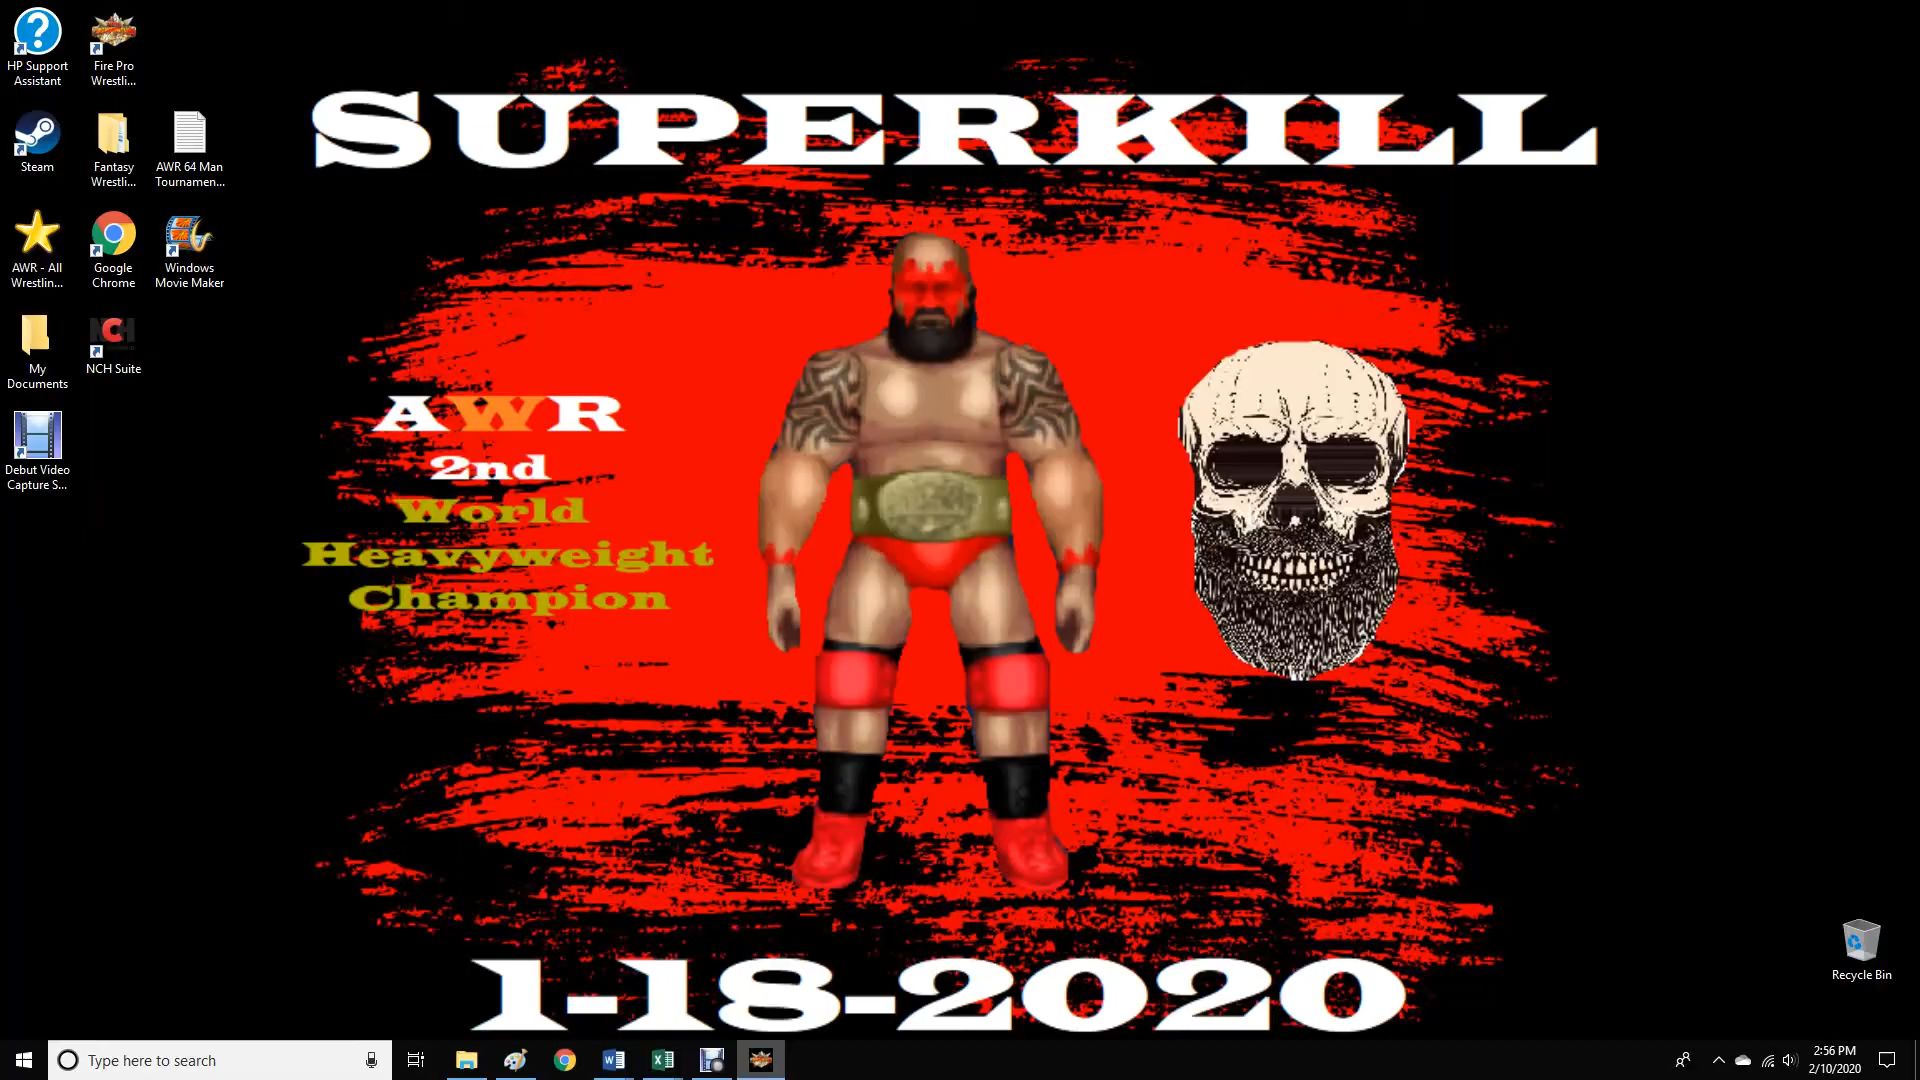 HP Support
Assistant
Fire Pro
Wrestli...
Steam
Fantasy
Wrestli...
AWR 64 Man
Tournamen...
AWR - All
Wrestlin...
Google
Chrome
Windows
Movie Maker
My
Documents
NCH
NCH Suite
Debut Video
Capture S...
SUPERKILL
AWR
2nd
World
Heavyweight
Champion
1-18-2020
Recycle Bin
Type here to search
2:56 PM
2/10/2020